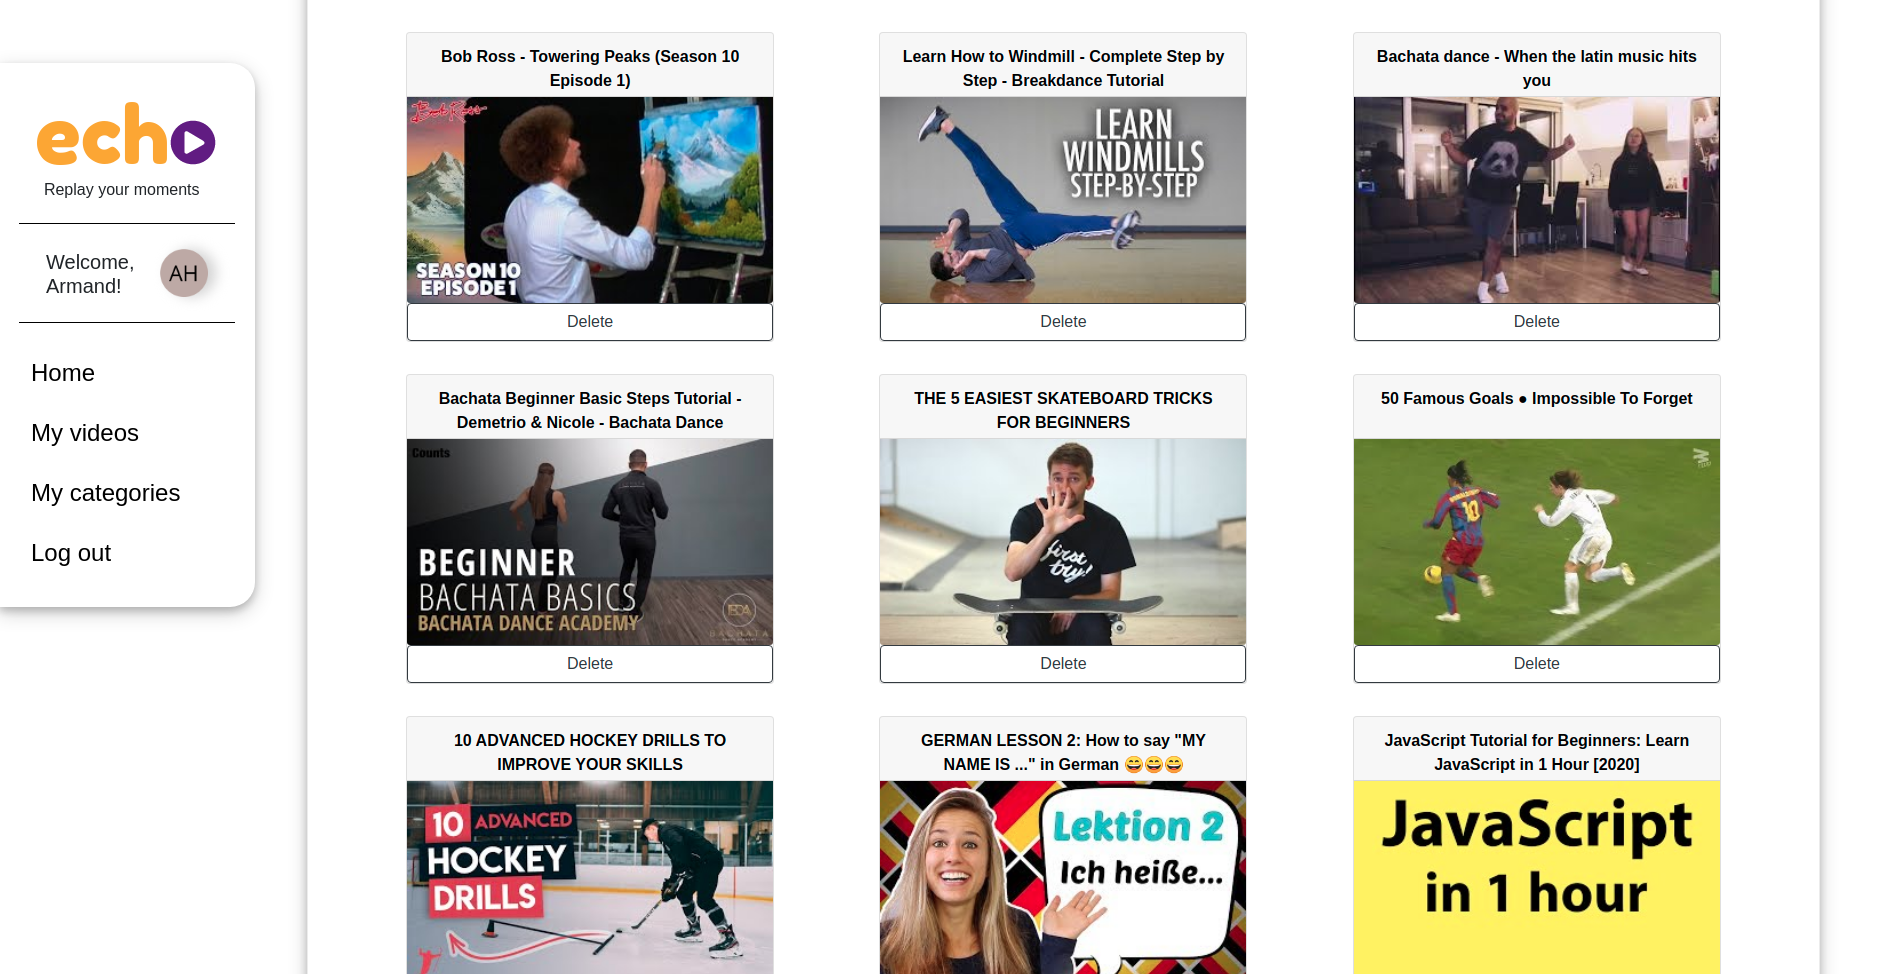 echo
Replay your moments
Welcome,
Armand!
AH
Home
My videos
My categories
Log out
Bob Ross - Towering Peaks (Season 10
Episode 1)
Bob Ross
SEASON 10
EPISODE 1
Delete
Learn How to Windmill - Complete Step by
Step - Breakdance Tutorial
LEARN
WINDMILLS
STEP-BY-STEP
Delete
Bachata dance - When the latin music hits
you
Delete
Bachata Beginner Basic Steps Tutorial -
Demetrio & Nicole - Bachata Dance
Counts
BEGINNER
BACHATA BASICS
BACHATA DANCE ACADEMY
BACHATA
Delete
THE 5 EASIEST SKATEBOARD TRICKS
FOR BEGINNERS
first
try!
Delete
50 Famous Goals ● Impossible To Forget
10
Delete
10 ADVANCED HOCKEY DRILLS TO
IMPROVE YOUR SKILLS
10 ADVANCED
HOCKEY
DRILLS
GERMAN LESSON 2: How to say "MY
NAME IS ..." in German 😄😄😄
Lektion 2
Ich heiße...
JavaScript Tutorial for Beginners: Learn
JavaScript in 1 Hour [2020]
JavaScript
in 1 hour